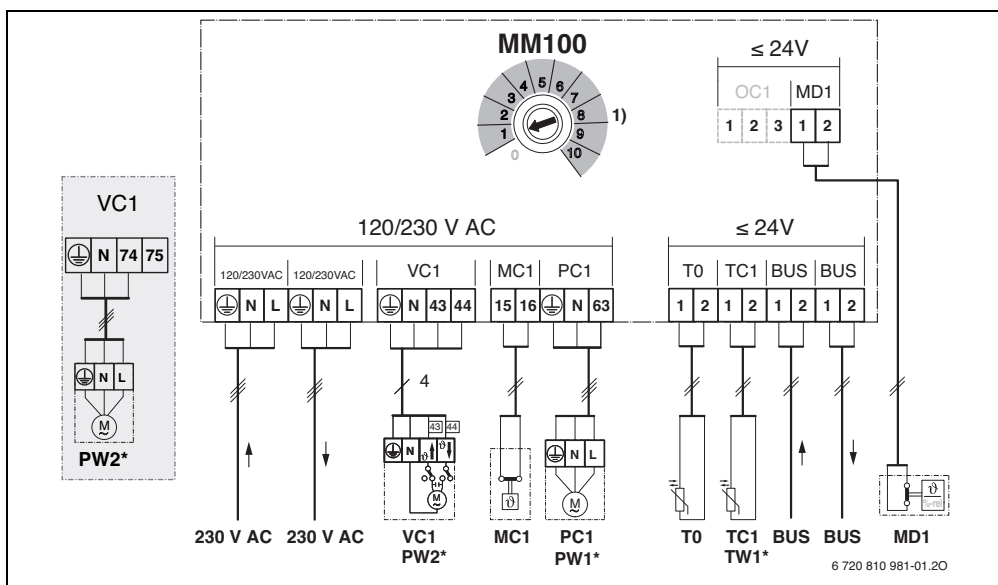 MM100
≤ 24V
OC1 MD1
1 2 3 1 2
0 1 2 3 4 5 6 7 8 9 10
1)
VC1
N 74 75
N L
M
~
PW2*
120/230 V AC
≤ 24V
120/230VAC 120/230VAC VC1 MC1 PC1 T0 TC1 BUS BUS
N L N L N 43 44 15 16 N 63 1 2 1 2 1 2 1 2
4
43 44
N ϑ ϑ
M
~
ϑ
N L
M
~
ϑ
%-rel.
230 V AC 230 V AC VC1 MC1 PC1 T0 TC1 BUS BUS MD1
PW2* PW1* TW1*
6 720 810 981-01.2O